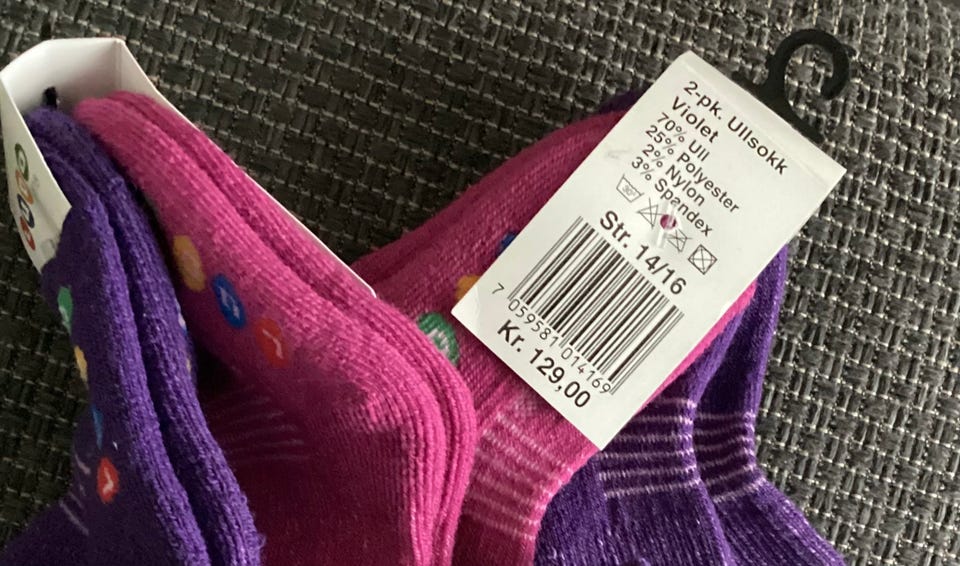 2-pk. Ullsokk
Violet
70% Ull
25% Polyester
2% Nylon
3% Spandex
30°
Str. 14/16
7 059581 014169
Kr. 129,00